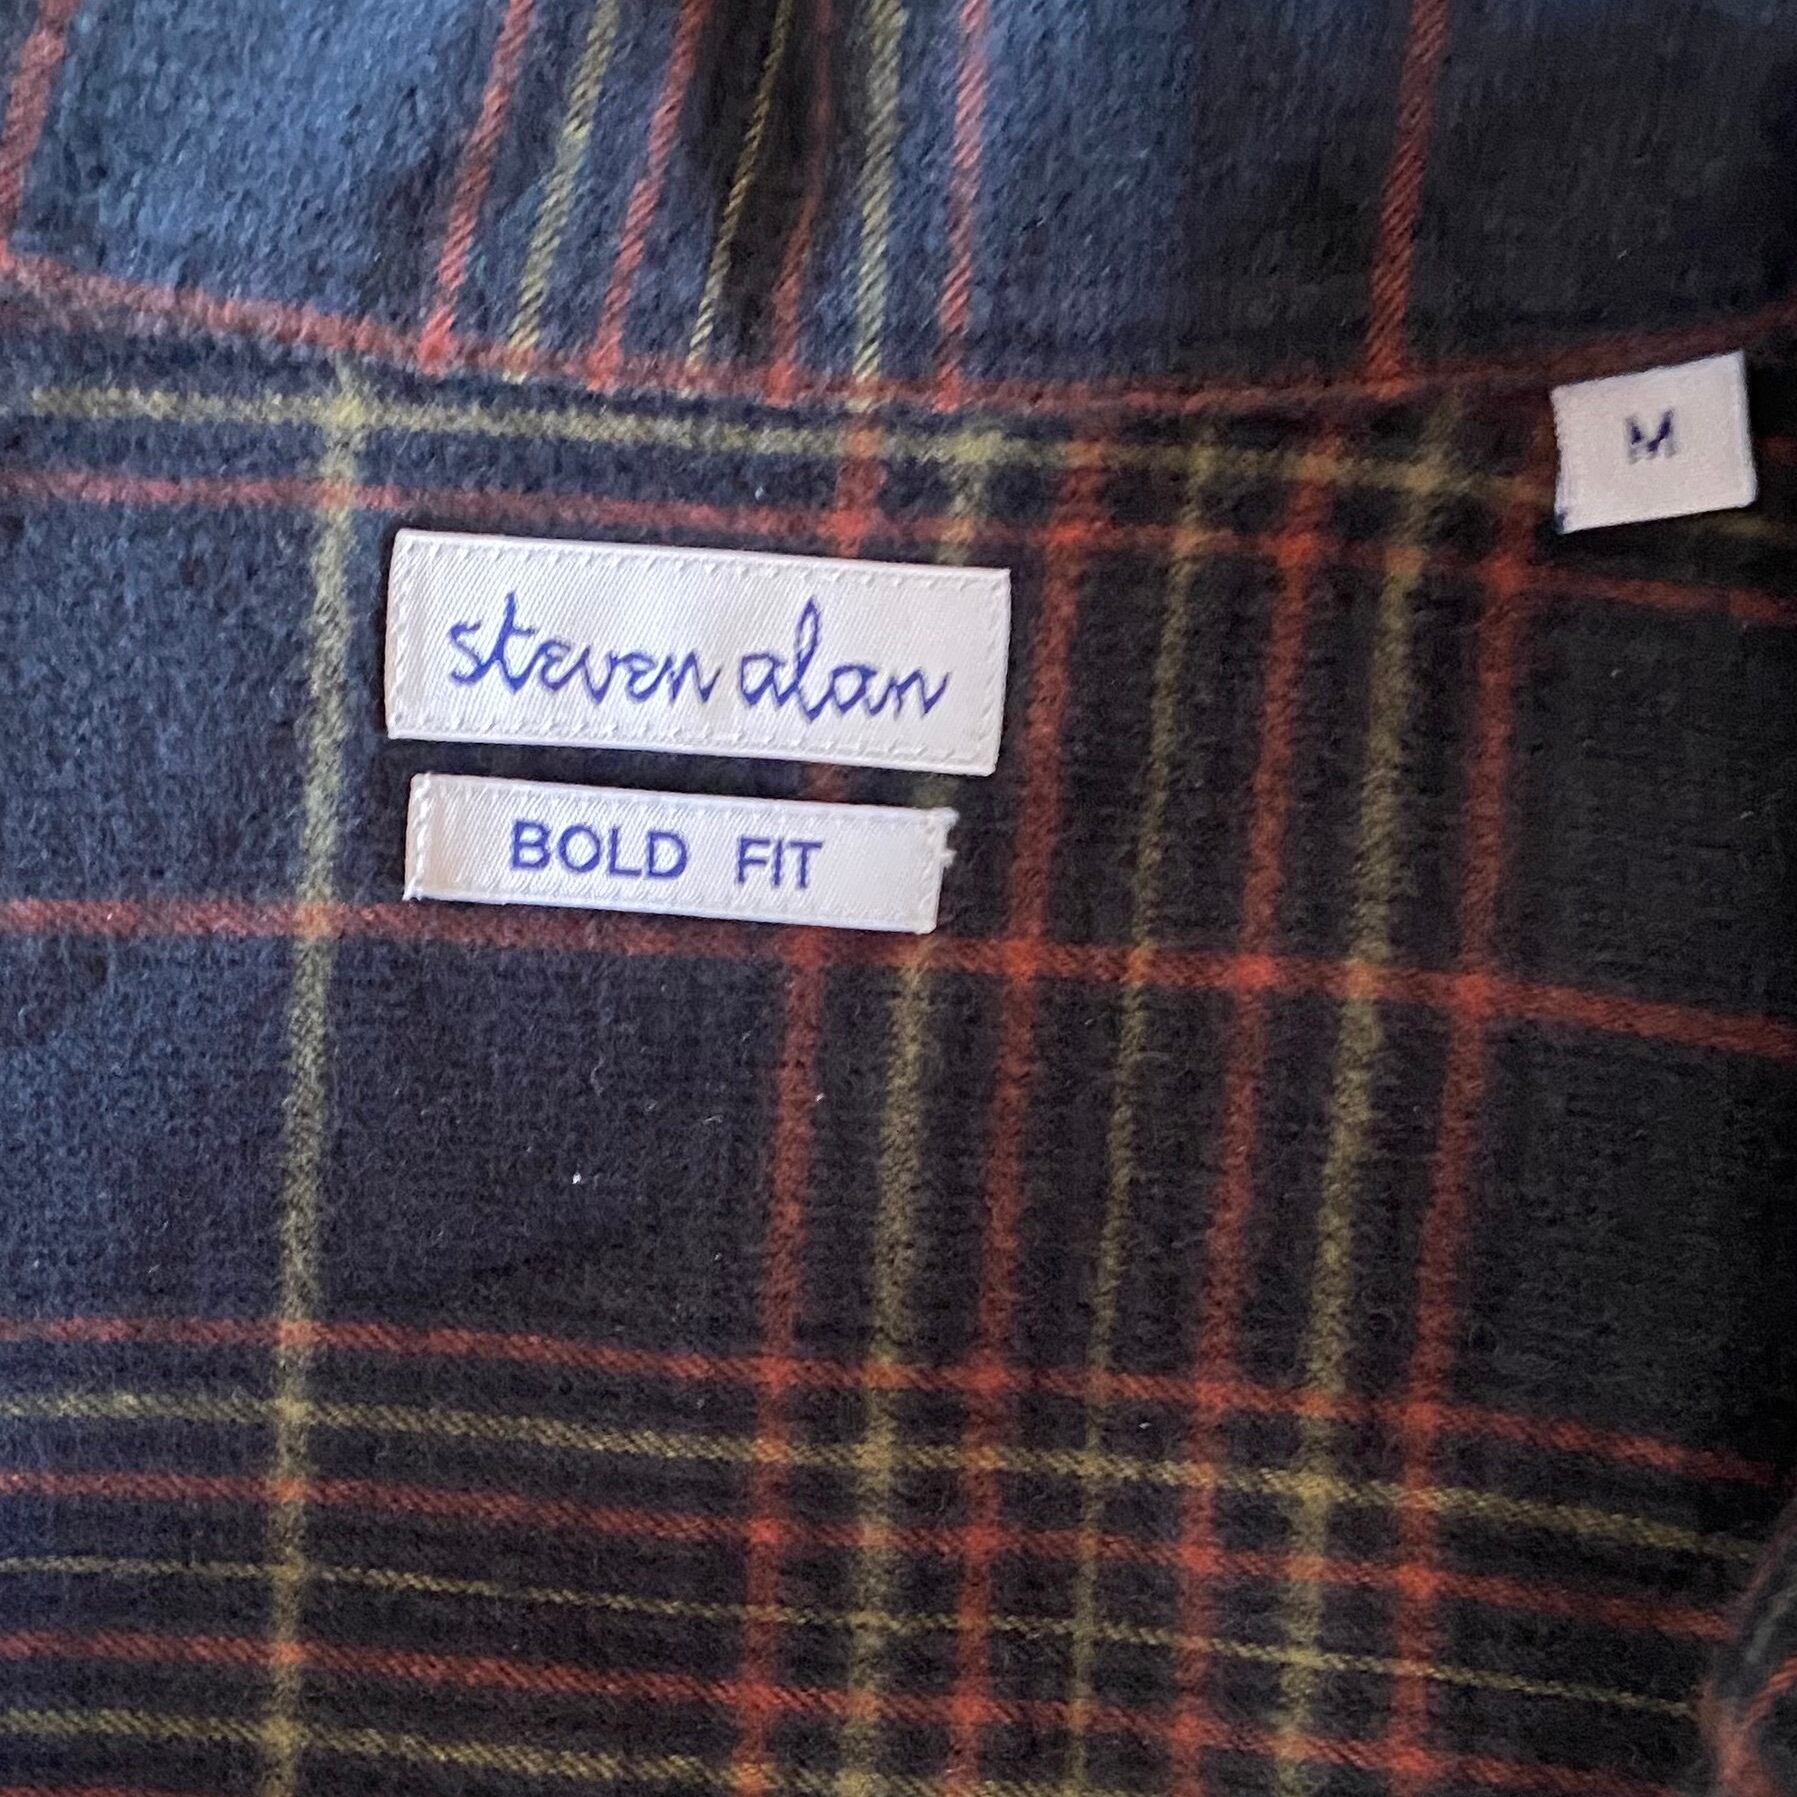 M
steven alan
BOLD FIT